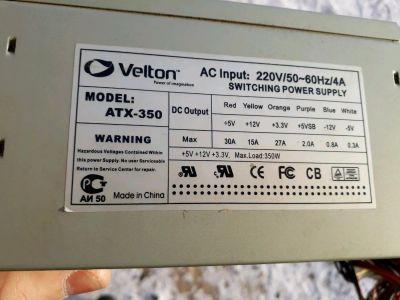 Velton™
Power of imagination
AC Input: 220V/50~60Hz/4A
SWITCHING POWER SUPPLY
MODEL:
ATX-350
DC Output Red Yellow Orange Purple Blue White
+5V +12V +3.3V +5VSB -12V -5V
Max 30A 15A 27A 2.0A 0.8A 0.3A
+5V +12V +3.3V, Max.Load:350W
WARNING
Hazardous Voltages Contained Within
this power Supply. No user Serviceable
Return to Service Center for repair.
АИ 50
Made in China
CE FC CB